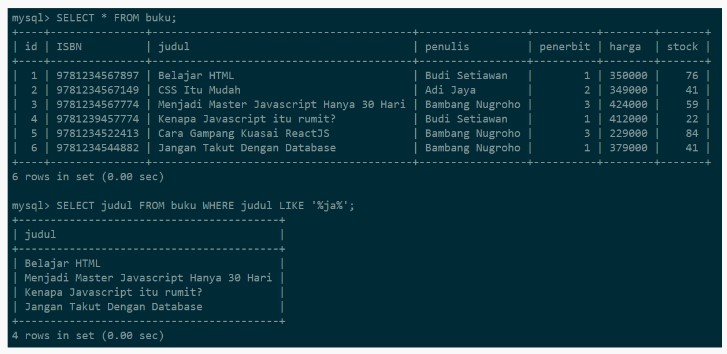 mysql> SELECT * FROM buku;
+----+---------------+----------------------------------------+-----------------+----------+--------+-------+
| id | ISBN          | judul                                  | penulis         | penerbit | harga  | stock |
+----+---------------+----------------------------------------+-----------------+----------+--------+-------+
|  1 | 9781234567897 | Belajar HTML                           | Budi Setiawan   |        1 | 350000 |    76 |
|  2 | 9781234567149 | CSS Itu Mudah                          | Adi Jaya        |        2 | 349000 |    41 |
|  3 | 9781234567774 | Menjadi Master Javascript Hanya 30 Hari | Bambang Nugroho |        3 | 424000 |    59 |
|  4 | 9781239457774 | Kenapa Javascript itu rumit?           | Budi Setiawan   |        1 | 412000 |    22 |
|  5 | 9781234522413 | Cara Gampang Kuasai ReactJS            | Bambang Nugroho |        3 | 229000 |    84 |
|  6 | 9781234544882 | Jangan Takut Dengan Database           | Bambang Nugroho |        1 | 379000 |    41 |
+----+---------------+----------------------------------------+-----------------+----------+--------+-------+
6 rows in set (0.00 sec)
mysql> SELECT judul FROM buku WHERE judul LIKE '%ja%';
+-----------------------------------------+
| judul                                   |
+-----------------------------------------+
| Belajar HTML                            |
| Menjadi Master Javascript Hanya 30 Hari |
| Kenapa Javascript itu rumit?            |
| Jangan Takut Dengan Database            |
+-----------------------------------------+
4 rows in set (0.00 sec)